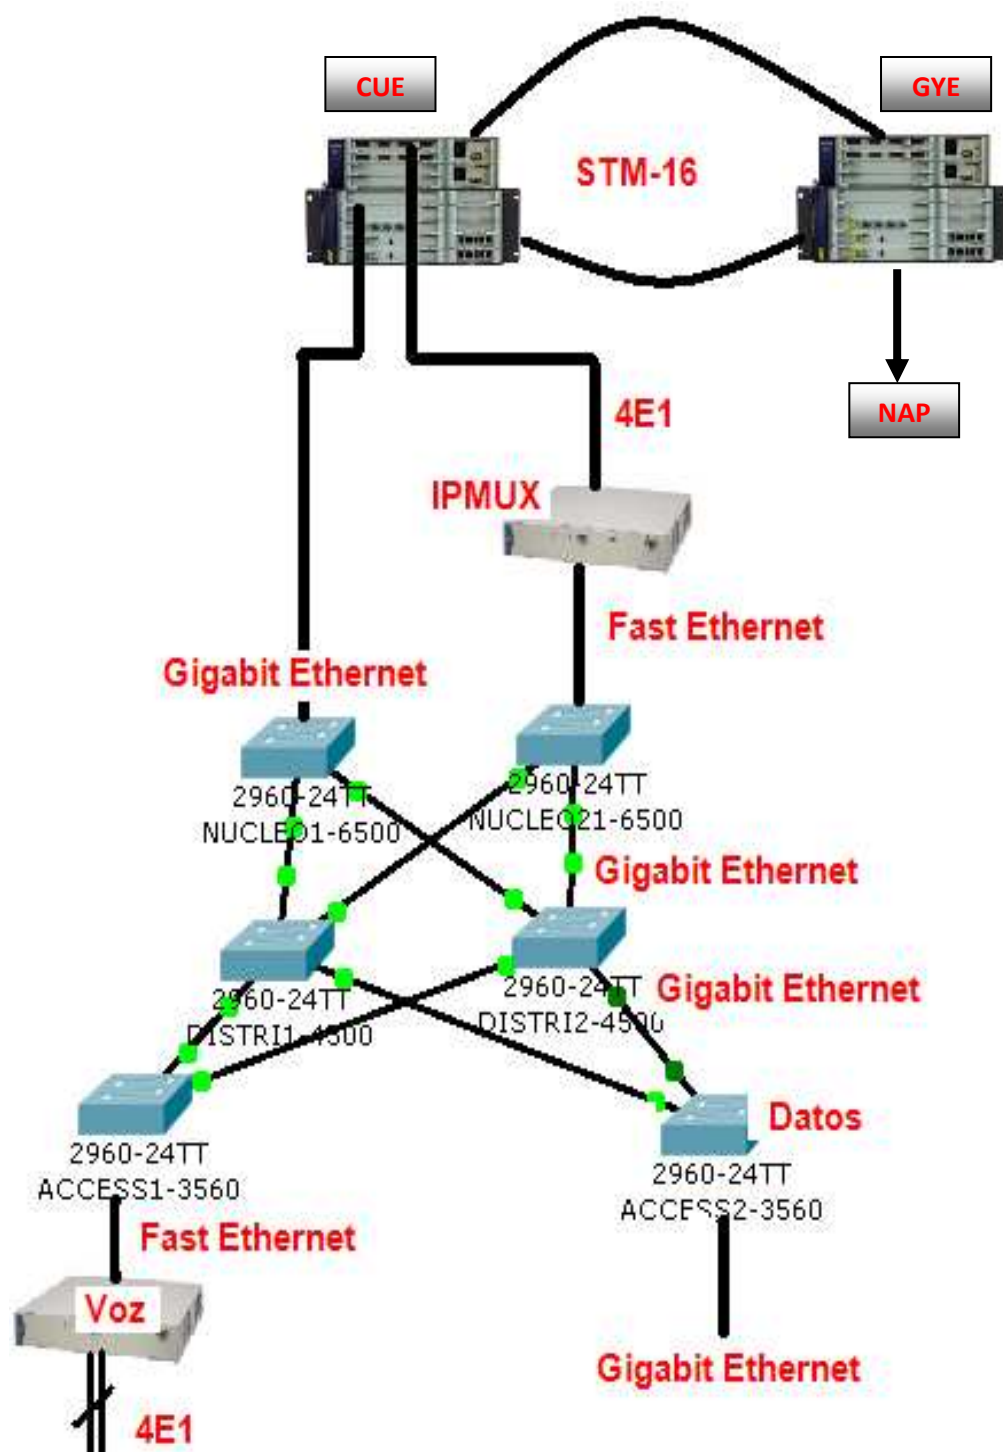 CUE
GYE
STM-16
NAP
4E1
IPMUX
Fast Ethernet
Gigabit Ethernet
2960-24TT
NUCLEO1-6500
2960-24TT
NUCLEO21-6500
Gigabit Ethernet
2960-24TT
DISTRI1-4500
2960-24TT
DISTRI2-4500
Gigabit Ethernet
2960-24TT
ACCESS1-3560
Datos
2960-24TT
ACCESS2-3560
Fast Ethernet
Voz
Gigabit Ethernet
4E1